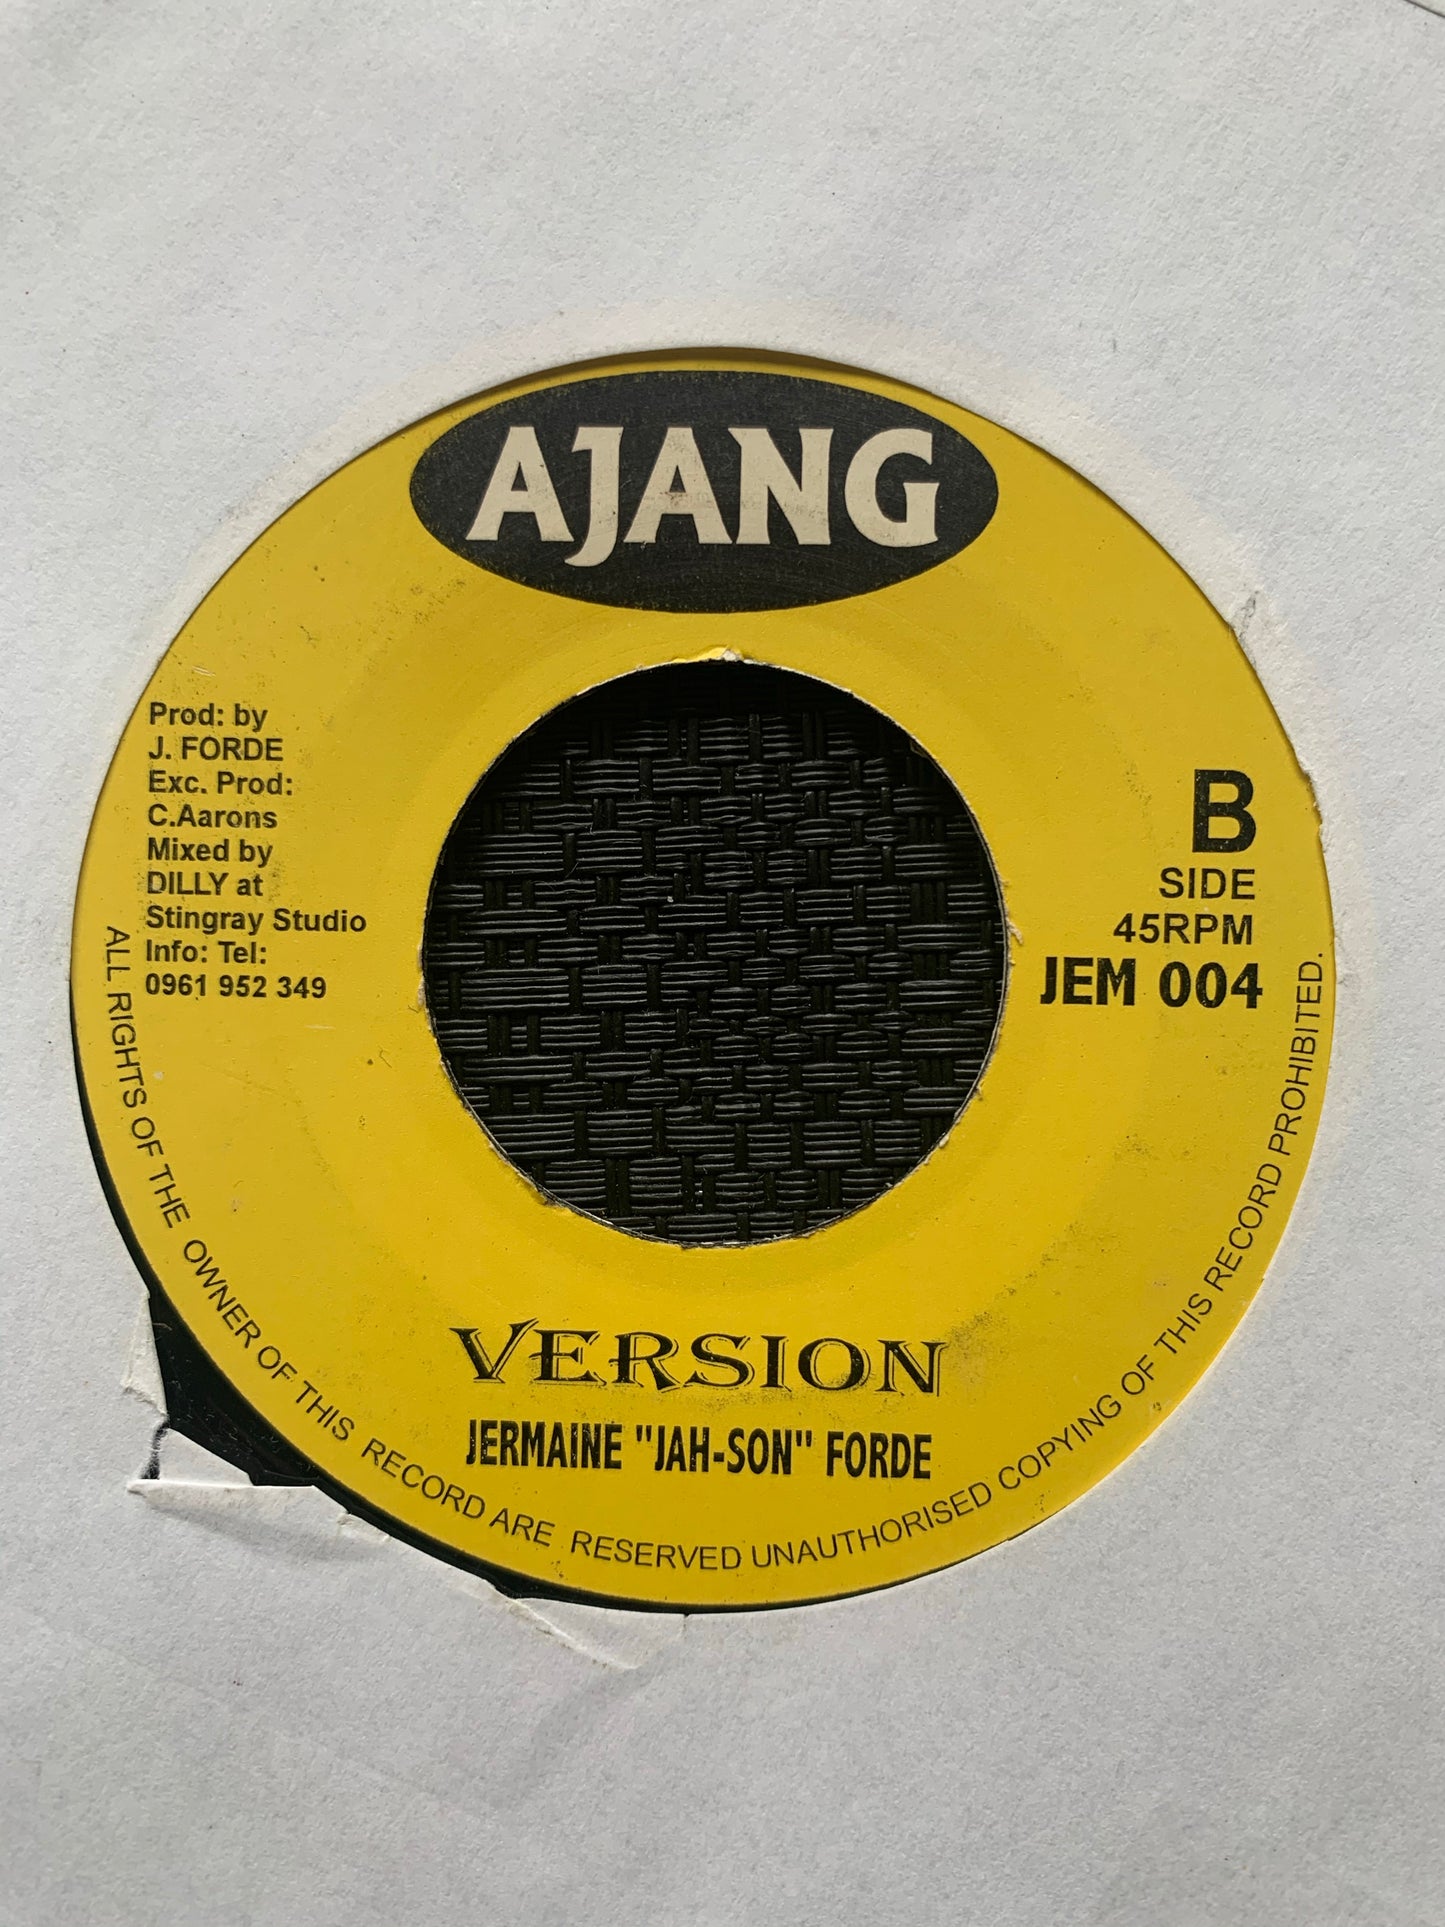 AJANG
Prod: by
J. FORDE
Exc. Prod:
C.Aarons
Mixed by
DILLY at
Stingray Studio
Info: Tel:
0961 952 349
B
SIDE
45RPM
JEM 004
VERSION
JERMAINE "JAH-SON" FORDE
ALL RIGHTS OF THE OWNER OF THIS RECORD ARE RESERVED UNAUTHORISED COPYING OF THIS RECORD PROHIBITED.